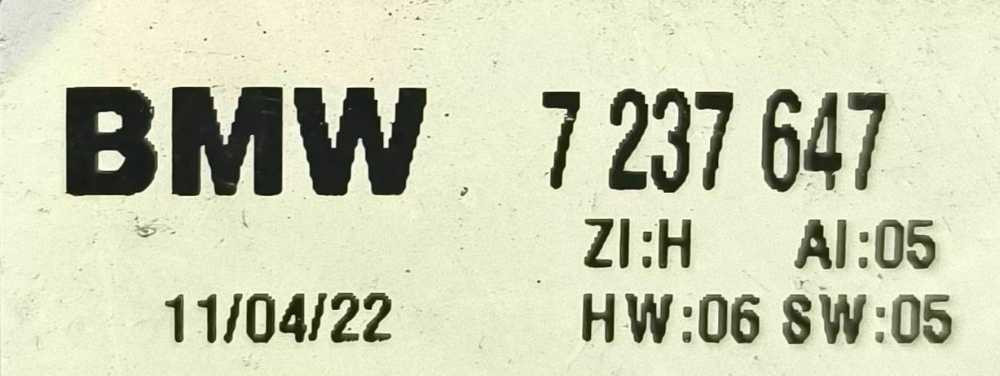 BMW 7 237 647
ZI:H AI:05
11/04/22 HW:06 SW:05